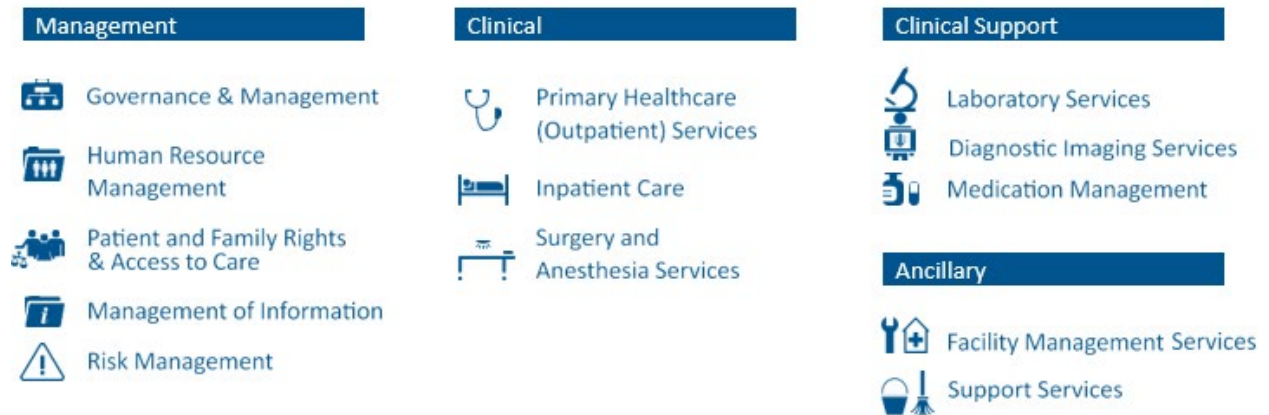 Management
Governance & Management
Human Resource
Management
Patient and Family Rights
& Access to Care
i
Management of Information
Risk Management
Clinical
Primary Healthcare
(Outpatient) Services
Inpatient Care
Surgery and
Anesthesia Services
Clinical Support
Laboratory Services
Diagnostic Imaging Services
Medication Management
Ancillary
Facility Management Services
Support Services